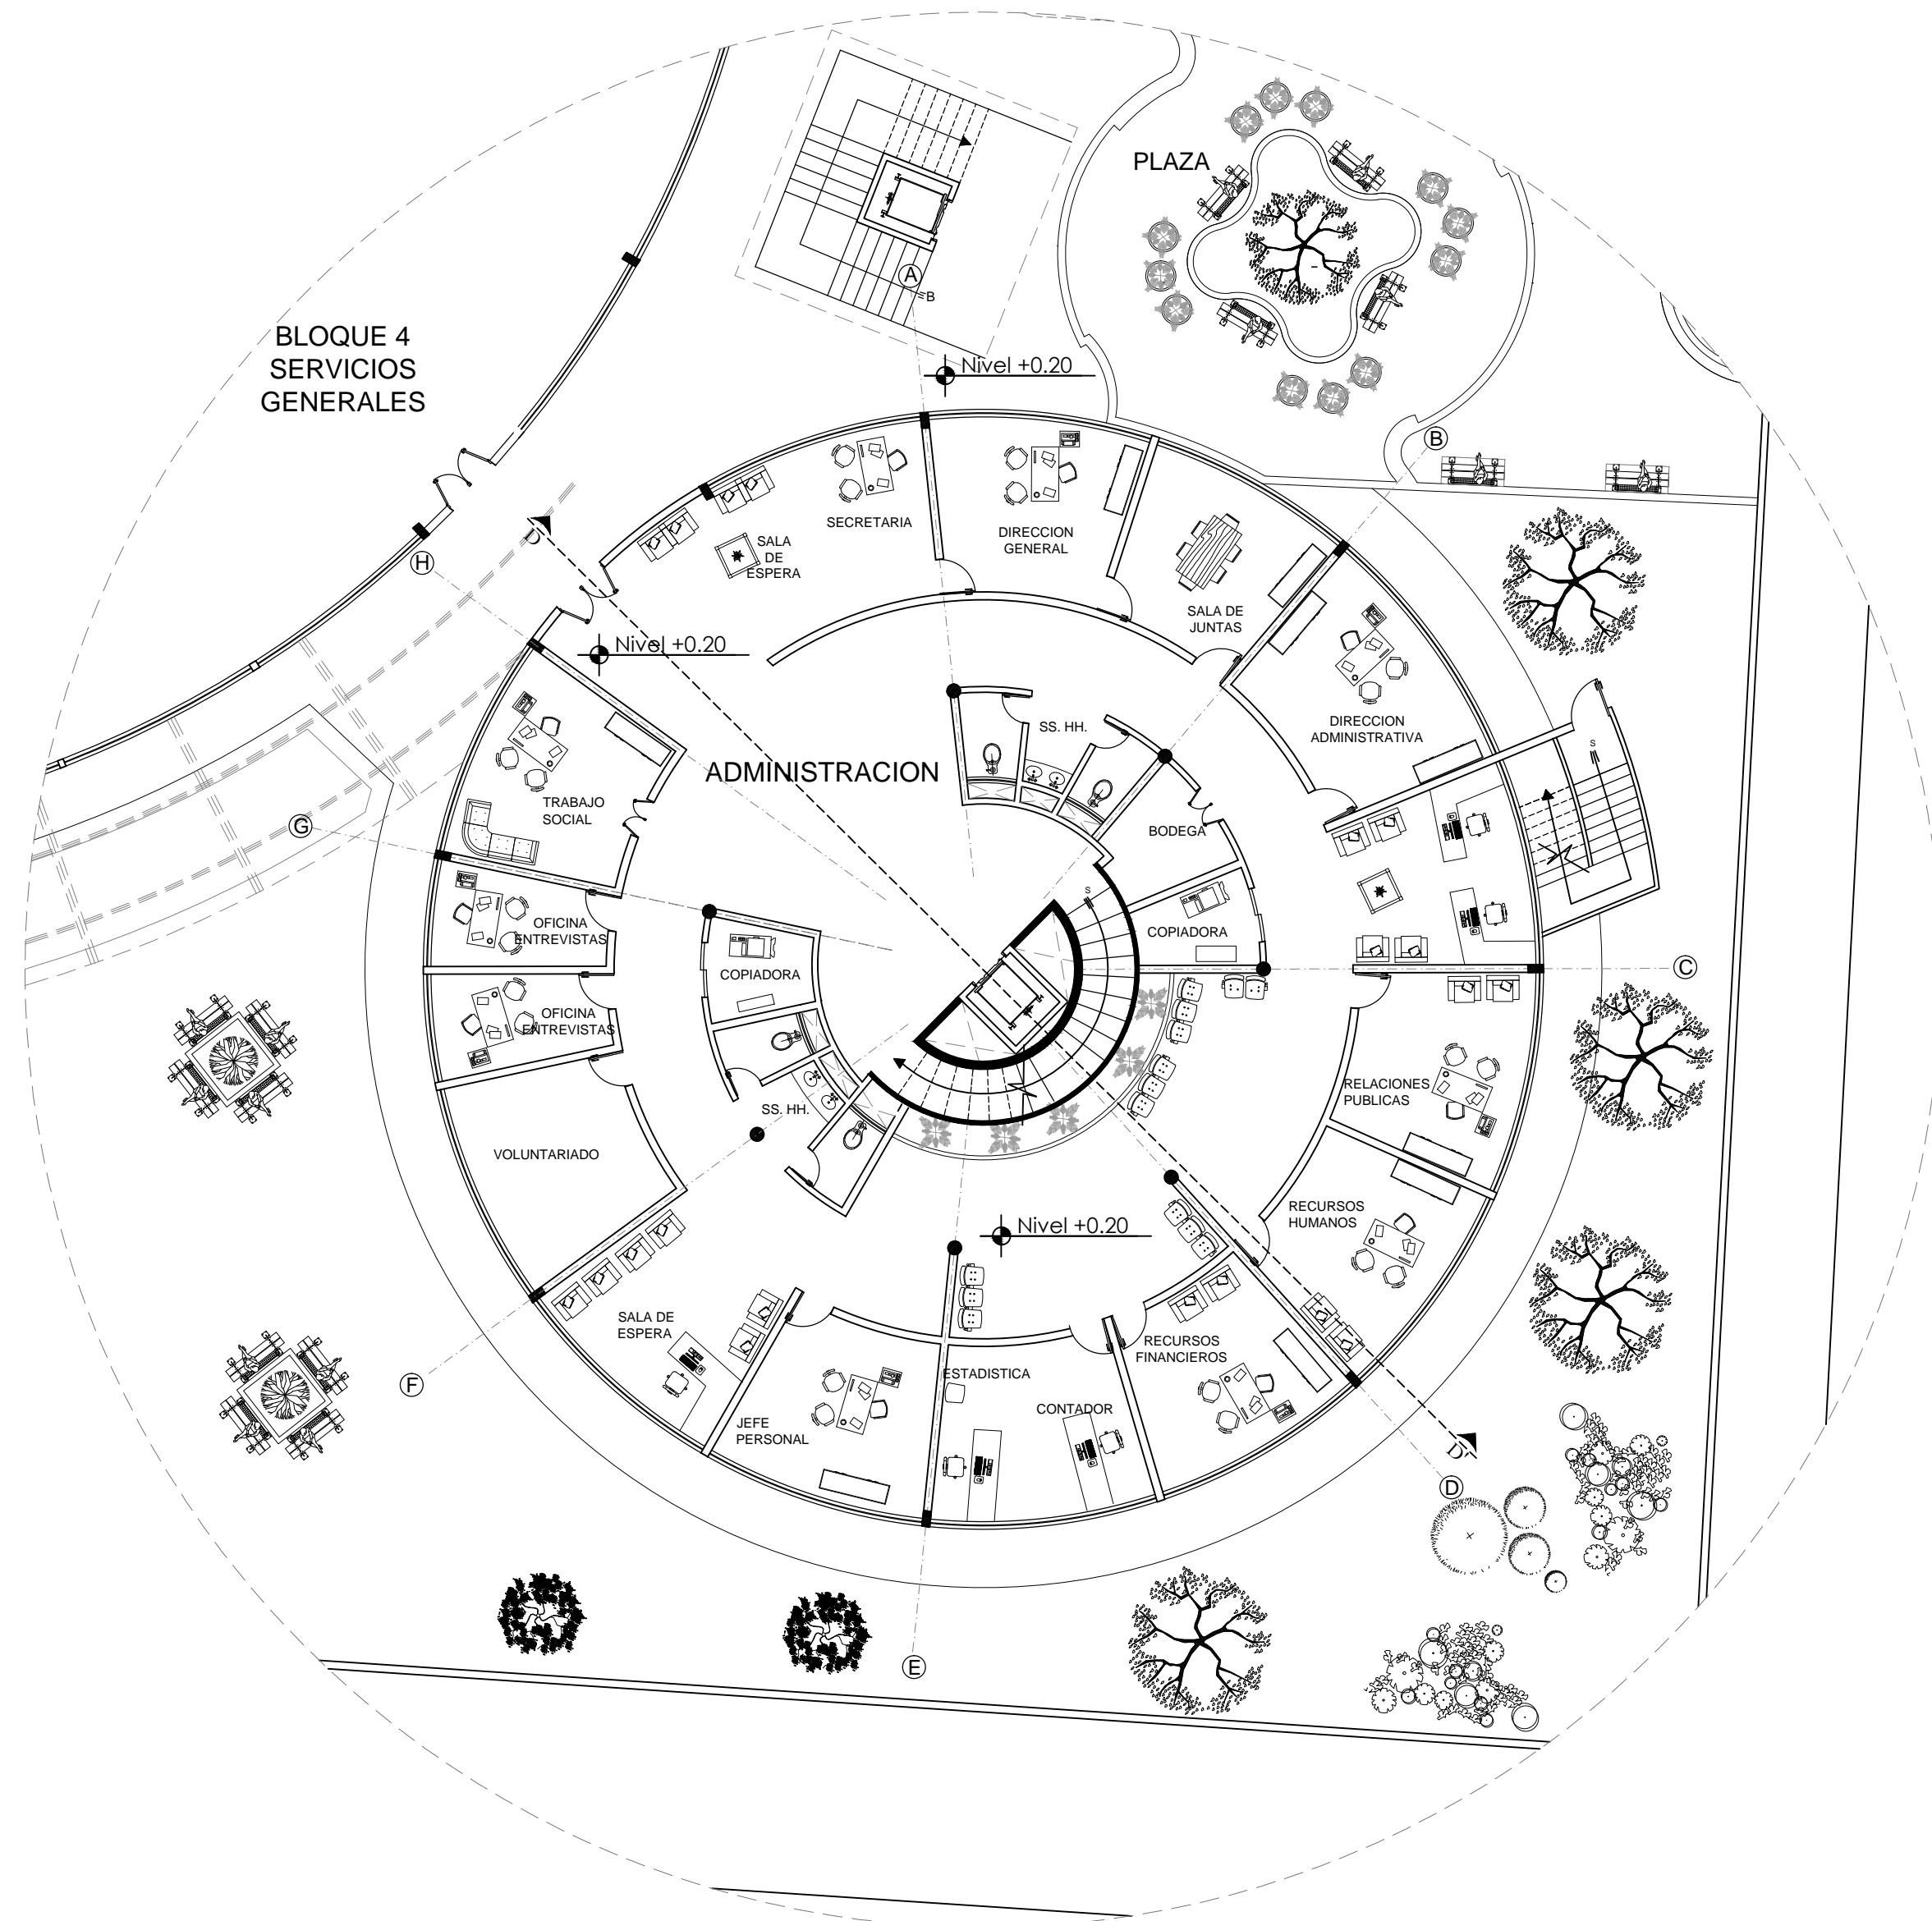 PLAZA
A
B
BLOQUE 4
SERVICIOS
GENERALES
Nivel +0.20
B
SECRETARIA
DIRECCION
GENERAL
SALA
DE
ESPERA
D
H
SALA DE
JUNTAS
Nivel +0.20
SS. HH.
DIRECCION
ADMINISTRATIVA
S
ADMINISTRACION
TRABAJO
SOCIAL
G
BODEGA
S
OFICINA
ENTREVISTAS
COPIADORA
COPIADORA
C
OFICINA
ENTREVISTAS
RELACIONES
PUBLICAS
SS. HH.
VOLUNTARIADO
RECURSOS
HUMANOS
Nivel +0.20
SALA DE
ESPERA
RECURSOS
FINANCIEROS
ESTADISTICA
F
CONTADOR
JEFE
PERSONAL
D'
D
E